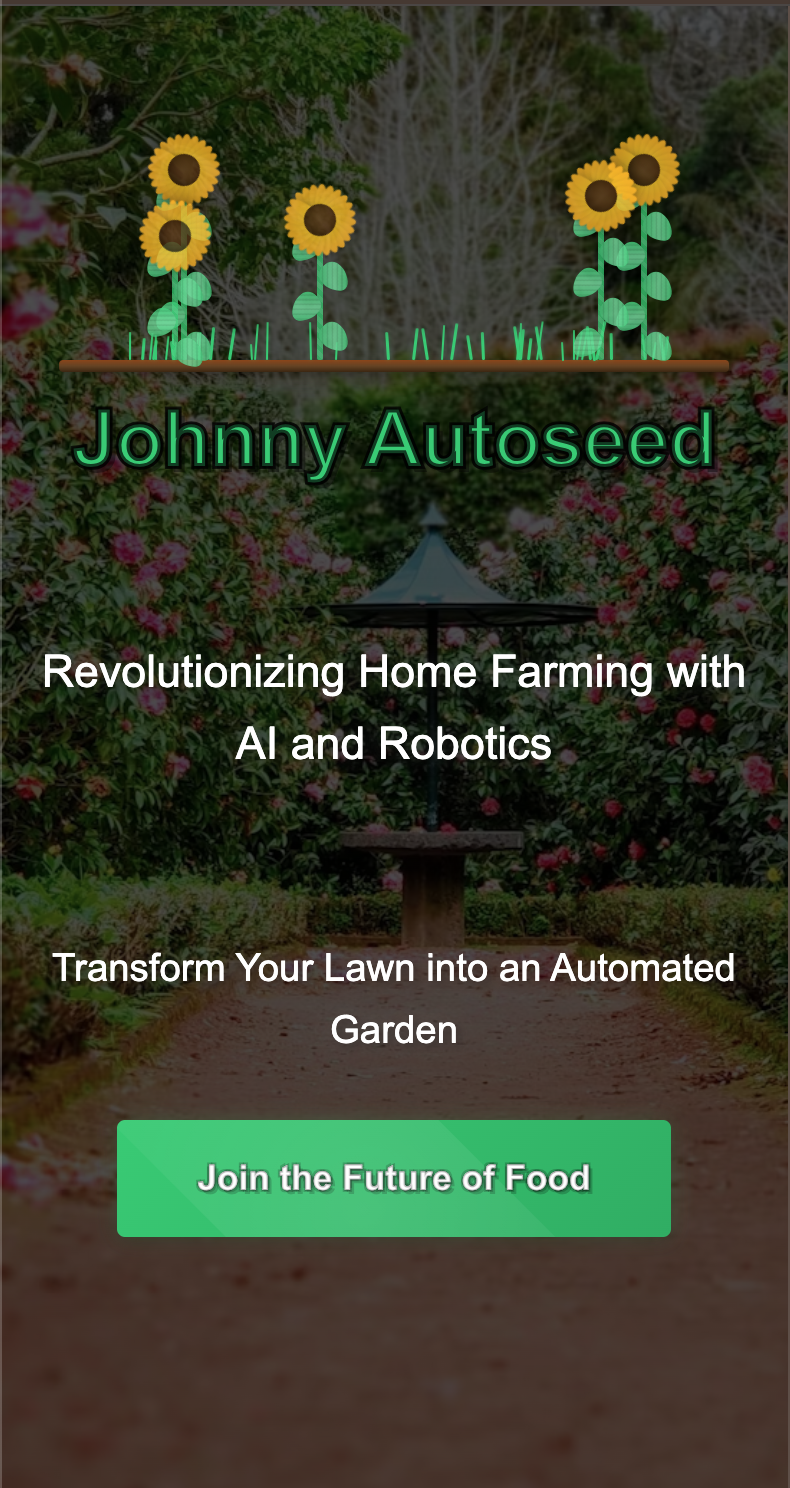 Johnny Autoseed
Revolutionizing Home Farming with
AI and Robotics
Transform Your Lawn into an Automated
Garden
Join the Future of Food